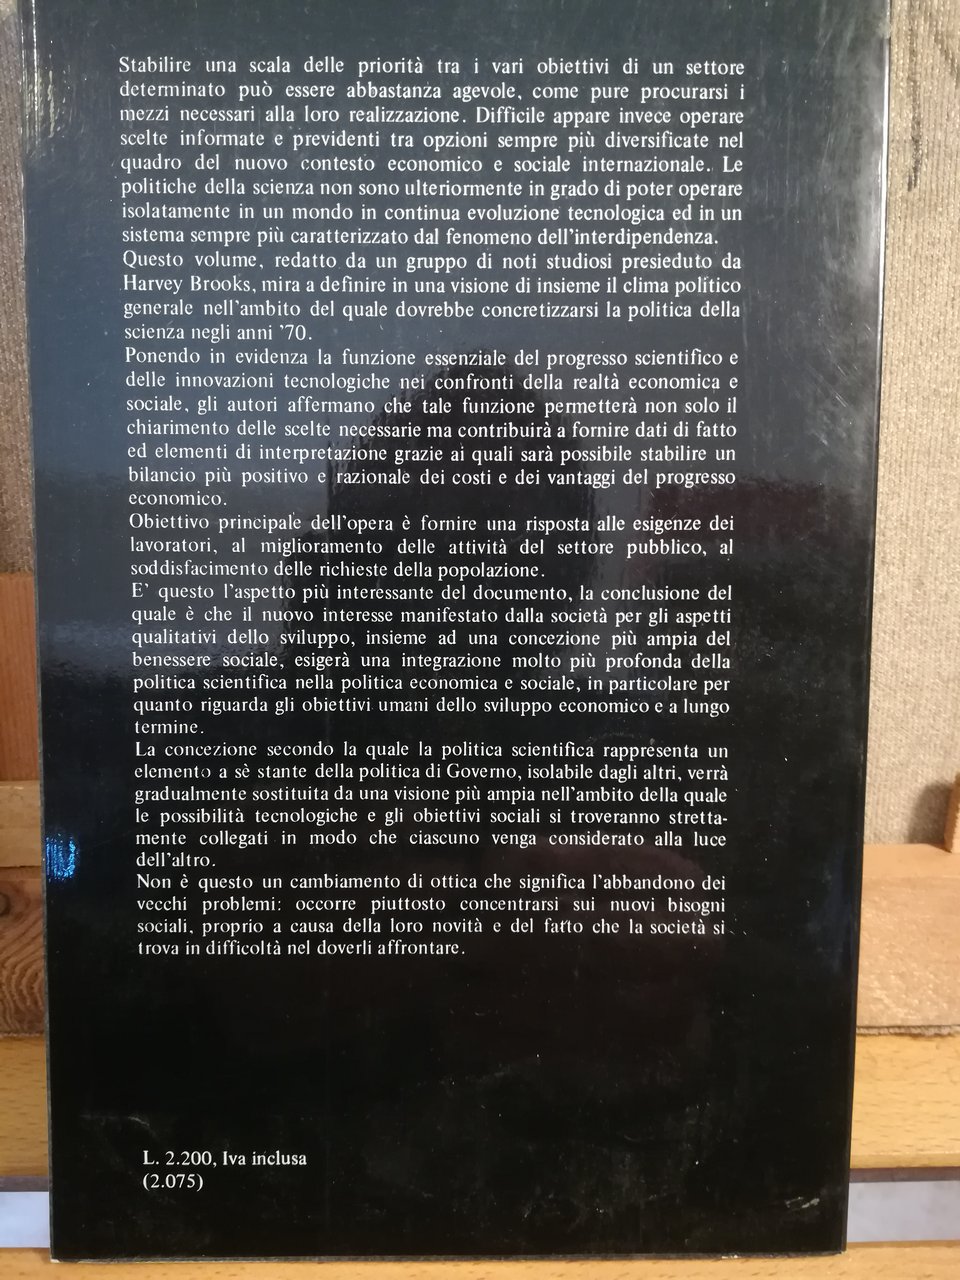 Stabilire una scala delle priorità tra i vari obiettivi di un settore
determinato può essere abbastanza agevole, come pure procurarsi i
mezzi necessari alla loro realizzazione. Difficile appare invece operare
scelte informate e previdenti tra opzioni sempre più diversificate nel
quadro del nuovo contesto economico e sociale internazionale. Le
politiche della scienza non sono ulteriormente in grado di poter operare
isolatamente in un mondo in continua evoluzione tecnologica ed in un
sistema sempre più caratterizzato dal fenomeno dell'interdipendenza.
Questo volume, redatto da un gruppo di noti studiosi presieduto da
Harvey Brooks, mira a definire in una visione di insieme il clima politico
generale nell'ambito del quale dovrebbe concretizzarsi la politica della
scienza negli anni '70.
Ponendo in evidenza la funzione essenziale del progresso scientifico e
delle innovazioni tecnologiche nei confronti della realtà economica e
sociale, gli autori affermano che tale funzione permetterà non solo il
chiarimento delle scelte necessarie ma contribuirà a fornire dati di fatto
ed elementi di interpretazione grazie ai quali sarà possibile stabilire un
bilancio più positivo e razionale dei costi e dei vantaggi del progresso
economico.
Obiettivo principale dell'opera è fornire una risposta alle esigenze dei
lavoratori, al miglioramento delle attività del settore pubblico, al
soddisfacimento delle richieste della popolazione.
E' questo l'aspetto più interessante del documento, la conclusione del
quale è che il nuovo interesse manifestato dalla società per gli aspetti
qualitativi dello sviluppo, insieme ad una concezione più ampia del
benessere sociale, esigerà una integrazione molto più profonda della
politica scientifica nella politica economica e sociale, in particolare per
quanto riguarda gli obiettivi umani dello sviluppo economico e a lungo
termine.
La concezione secondo la quale la politica scientifica rappresenta un
elemento a sè stante della politica di Governo, isolabile dagli altri, verrà
gradualmente sostituita da una visione più ampia nell'ambito della quale
le possibilità tecnologiche e gli obiettivi sociali si troveranno stretta-
mente collegati in modo che ciascuno venga considerato alla luce
dell'altro.
Non è questo un cambiamento di ottica che significa l'abbandono dei
vecchi problemi: occorre piuttosto concentrarsi sui nuovi bisogni
sociali, proprio a causa della loro novità e del fatto che la società si
trova in difficoltà nel doverli affrontare.
L. 2.200, Iva inclusa
(2.075)